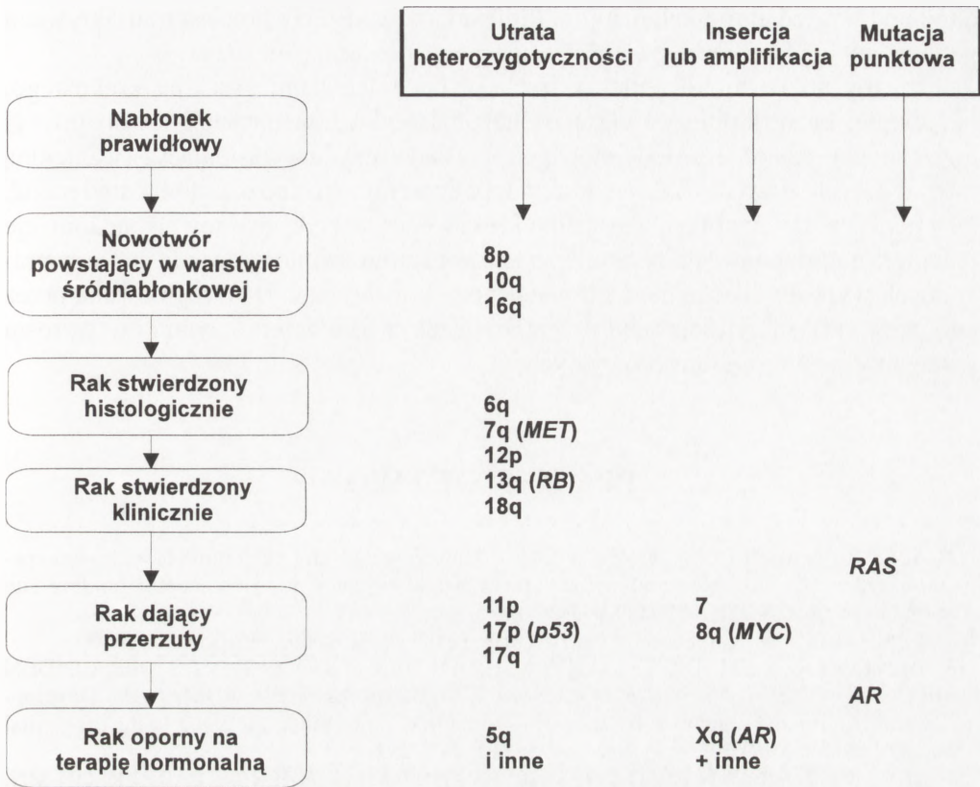 Utrata
heterozygotyczności
Insercja
lub amplifikacja
Mutacja
punktowa
Nabłonek
prawidłowy
Nowotwór
powstający w warstwie
śródnabłonkowej
8p
10q
16q
Rak stwierdzony
histologicznie
6q
7q (MET)
12p
13q (RB)
18q
Rak stwierdzony
klinicznie
RAS
Rak dający
przerzuty
11p
17p (p53)
17q
7
8q (MYC)
AR
Rak oporny na
terapię hormonalną
5q
i inne
Xq (AR)
+ inne